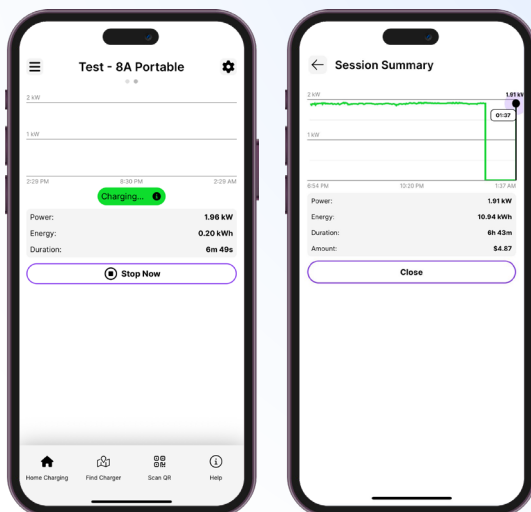 Test - 8A Portable
2 kW
1 kW
2:29 PM 8:30 PM 2:29 AM
Charging...
Power: 1.96 kW
Energy: 0.20 kWh
Duration: 6m 49s
Stop Now
Home Charging Find Charger Scan QR Help
Session Summary
2 kW 1.91 kW
01:37
1 kW
8:54 PM 10:20 PM 1:37 AM
Power: 1.91 kW
Energy: 10.94 kWh
Duration: 6h 43m
Amount: $4.87
Close